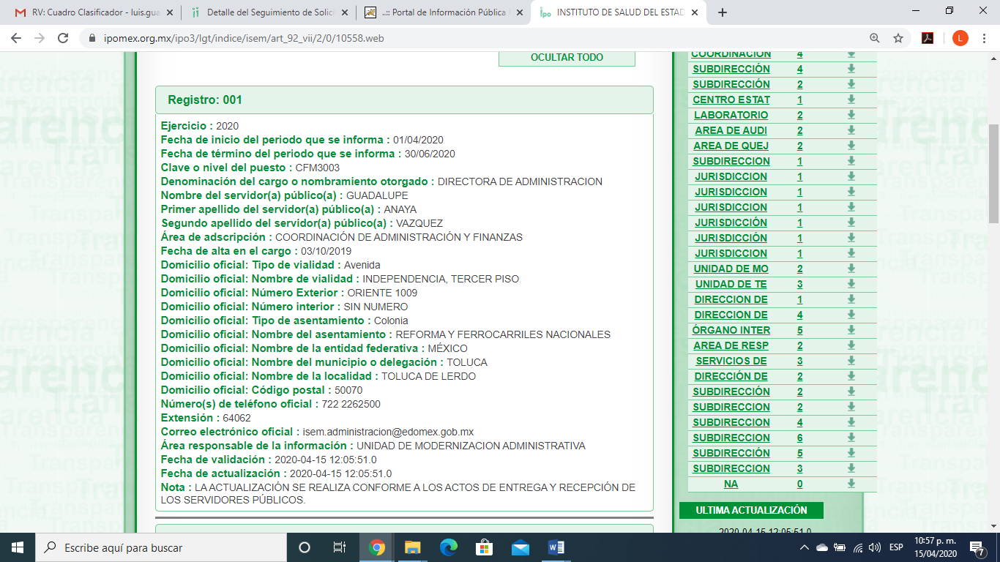 RV: Cuadro Clasificador - luis.gua
Detalle del Seguimiento de Solici
..:: Portal de Información Pública
INSTITUTO DE SALUD DEL ESTAD
ipomex.org.mx/ipo3/lgt/indice/isem/art_92_vii/2/0/10558.web
L
OCULTAR TODO
Registro: 001
Ejercicio : 2020
Fecha de inicio del periodo que se informa : 01/04/2020
Fecha de término del periodo que se informa : 30/06/2020
Clave o nivel del puesto : CFM3003
Denominación del cargo o nombramiento otorgado : DIRECTORA DE ADMINISTRACION
Nombre del servidor(a) público(a) : GUADALUPE
Primer apellido del servidor(a) público(a) : ANAYA
Segundo apellido del servidor(a) público(a) : VAZQUEZ
Área de adscripción : COORDINACIÓN DE ADMINISTRACIÓN Y FINANZAS
Fecha de alta en el cargo : 03/10/2019
Domicilio oficial: Tipo de vialidad : Avenida
Domicilio oficial: Nombre de vialidad : INDEPENDENCIA, TERCER PISO
Domicilio oficial: Número Exterior : ORIENTE 1009
Domicilio oficial: Número interior : SIN NUMERO
Domicilio oficial: Tipo de asentamiento : Colonia
Domicilio oficial: Nombre del asentamiento : REFORMA Y FERROCARRILES NACIONALES
Domicilio oficial: Nombre de la entidad federativa : MÉXICO
Domicilio oficial: Nombre del municipio o delegación : TOLUCA
Domicilio oficial: Nombre de la localidad : TOLUCA DE LERDO
Domicilio oficial: Código postal : 50070
Número(s) de teléfono oficial : 722 2262500
Extensión : 64062
Correo electrónico oficial : isem.administracion@edomex.gob.mx
Área responsable de la información : UNIDAD DE MODERNIZACION ADMINISTRATIVA
Fecha de validación : 2020-04-15 12:05:51.0
Fecha de actualización : 2020-04-15 12:05:51.0
Nota : LA ACTUALIZACIÓN SE REALIZA CONFORME A LOS ACTOS DE ENTREGA Y RECEPCIÓN DE
LOS SERVIDORES PÚBLICOS.
COORDINACION 4
SUBDIRECCIÓN 4
SUBDIRECCIÓN 2
CENTRO ESTAT 1
LABORATORIO 2
AREA DE AUDI 2
AREA DE QUEJ 2
SUBDIRECCION 1
JURISDICCION 1
JURISDICCION 1
JURISDICCION 1
JURISDICCIÓN 1
JURISDICCIÓN 1
JURISDICCION 1
UNIDAD DE MO 2
UNIDAD DE TE 3
DIRECCION DE 1
DIRECCION DE 4
ÓRGANO INTER 5
AREA DE RESP 2
SERVICIOS DE 3
DIRECCIÓN DE 2
SUBDIRECCIÓN 2
SUBDIRECCION 2
SUBDIRECCION 4
SUBDIRECCION 6
SUBDIRECCIÓN 5
SUBDIRECCION 3
NA 0
ULTIMA ACTUALIZACIÓN
2020-04-15 12:05:51.0
Escribe aquí para buscar
ESP
10:57 p. m.
15/04/2020
7